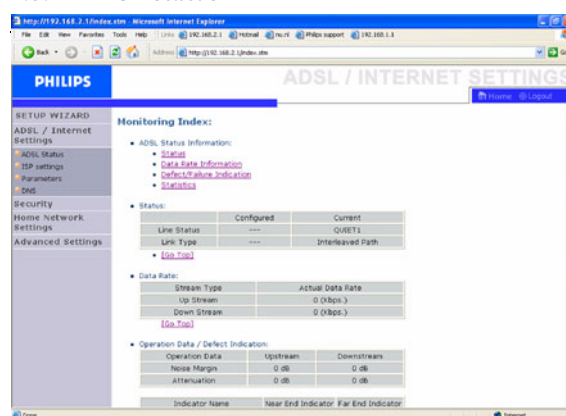 http://192.168.2.1/index.stm - Microsoft Internet Explorer
File Edit View Favorites Tools Help Links 192.168.2.1 Hotmail nu.nl Philips support 192.168.1.1
Back Address http://192.168.2.1/index.stm
PHILIPS
ADSL / INTERNET SETTINGS
Home Logout
SETUP WIZARD
ADSL / Internet
Settings
ADSL Status
ISP settings
Parameters
DNS
Security
Home Network
Settings
Advanced Settings
Monitoring Index:
ADSL Status Information:
Status
Data Rate Information
Defect/Failure Indication
Statistics
Status:
Configured Current
Line Status --- QUIET1
Link Type --- Interleaved Path
[Go Top]
Data Rate:
Stream Type Actual Data Rate
Up Stream 0 (Kbps.)
Down Stream 0 (Kbps.)
[Go Top]
Operation Data / Defect Indication:
Operation Data Upstream Downstream
Noise Margin 0 dB 0 dB
Attenuation 0 dB 0 dB
Indicator Name Near End Indicator Far End Indicator
Done Internet